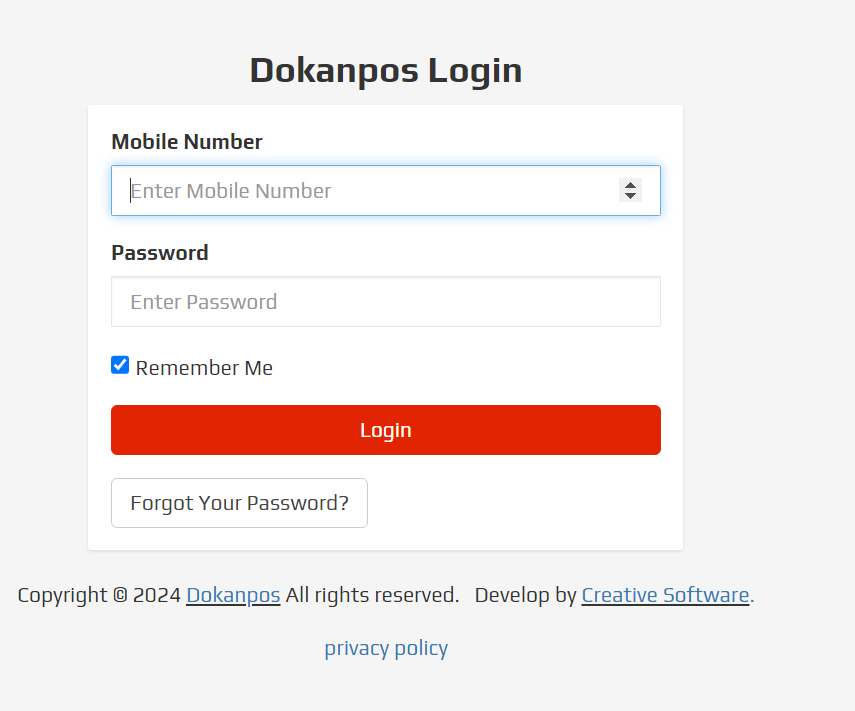 Dokanpos Login
Mobile Number
Enter Mobile Number
Password
Enter Password
Remember Me
Login
Forgot Your Password?
Copyright © 2024 Dokanpos All rights reserved. Develop by Creative Software.
privacy policy